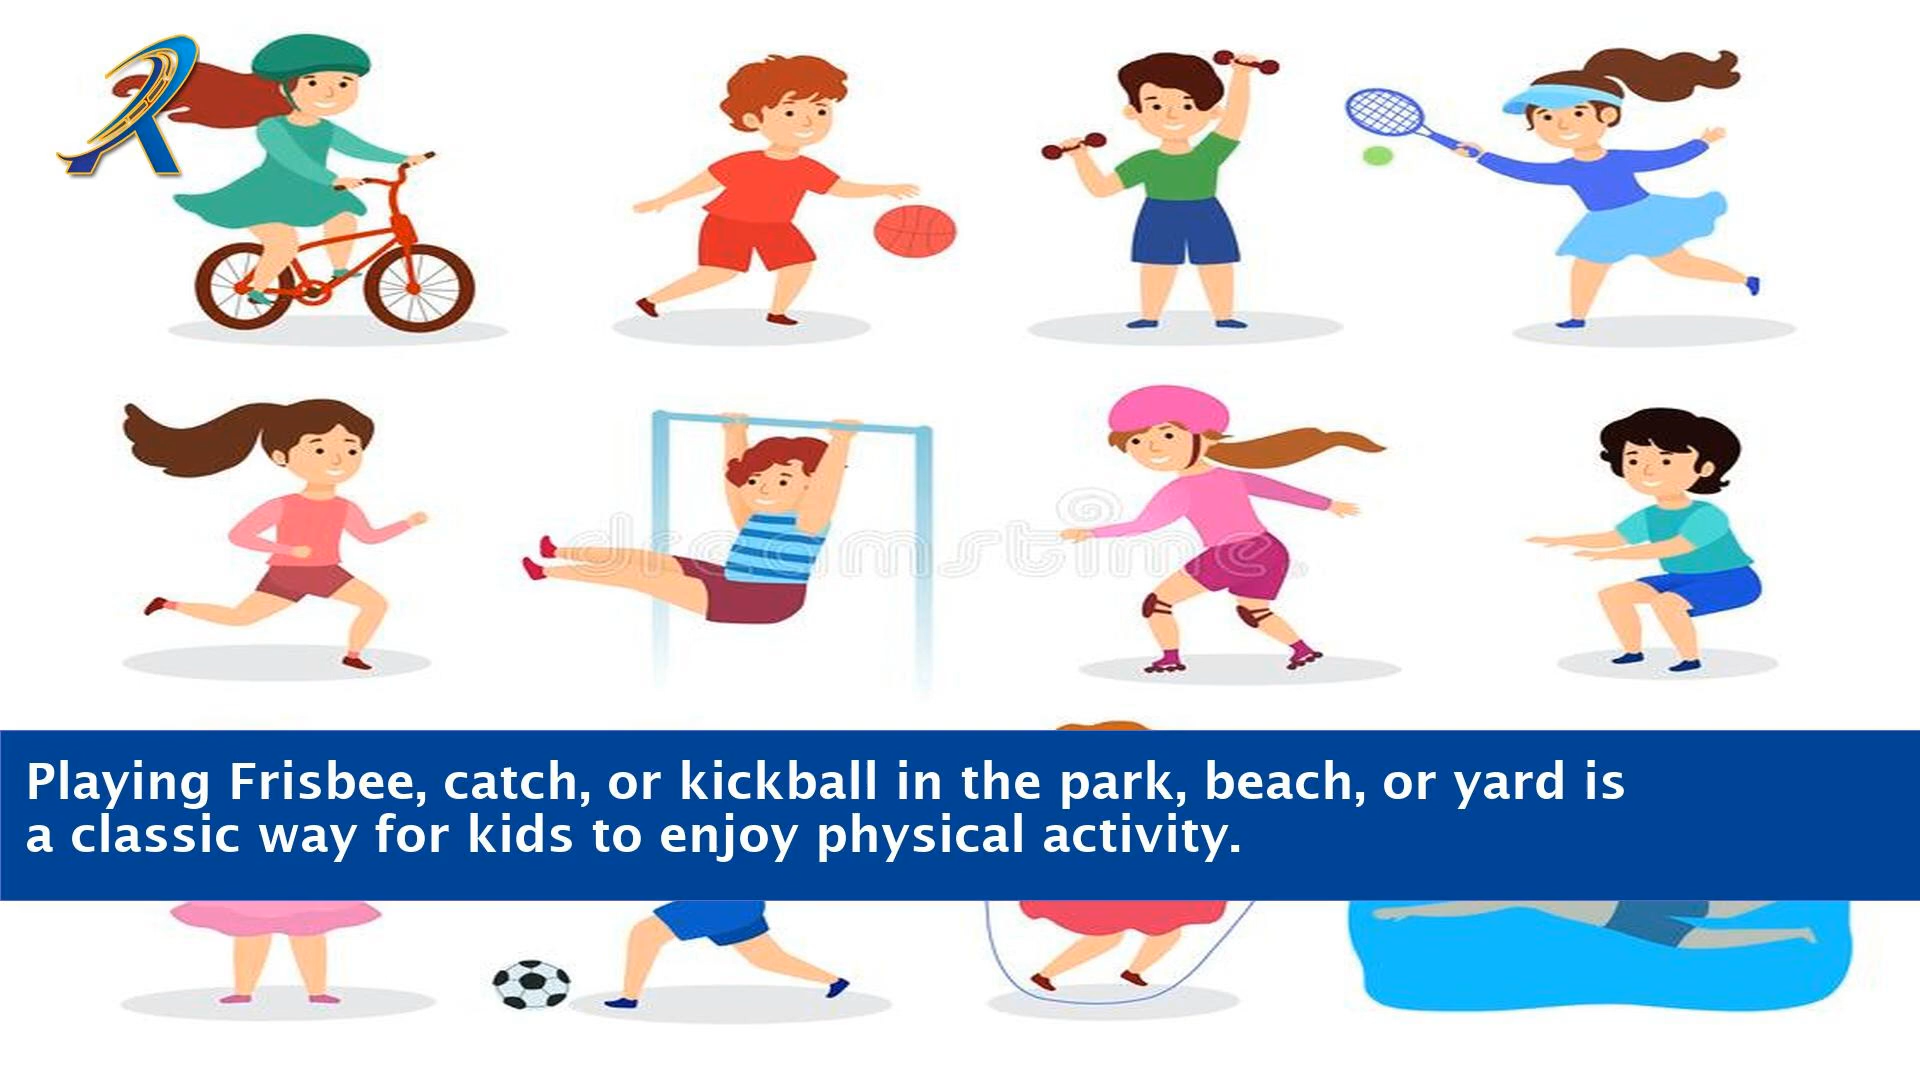 dreamstime
Playing Frisbee, catch, or kickball in the park, beach, or yard is
a classic way for kids to enjoy physical activity.